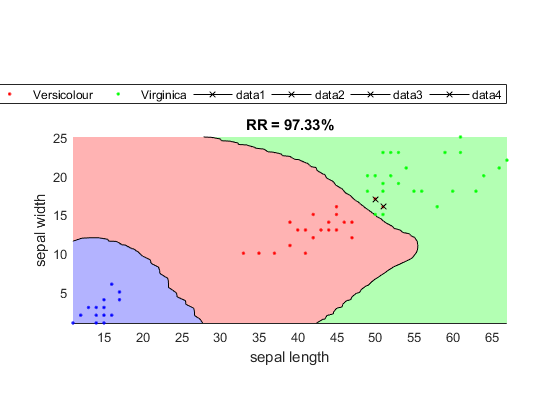 Versicolour Virginica data1 data2 data3 data4
RR = 97.33%
25
20
15
10
5
sepal width
15 20 25 30 35 40 45 50 55 60 65
sepal length